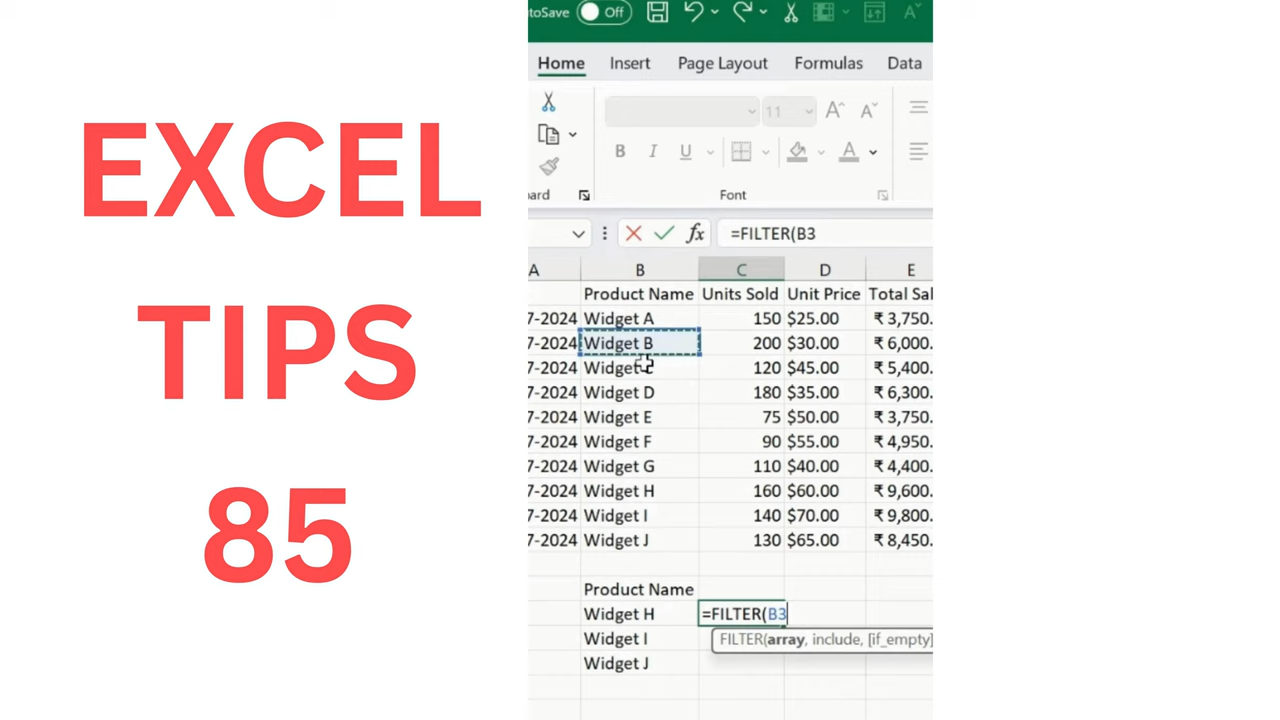 EXCEL
TIPS
85
toSave Off
Home Insert Page Layout Formulas Data
11
B I U A
ard Font
fx =FILTER(B3
A B C D E
Product Name Units Sold Unit Price Total Sal
7-2024 Widget A 150 $25.00 ₹ 3,750.
7-2024 Widget B 200 $30.00 ₹ 6,000.
7-2024 Widget 120 $45.00 ₹ 5,400.
7-2024 Widget D 180 $35.00 ₹ 6,300.
7-2024 Widget E 75 $50.00 ₹ 3,750.
7-2024 Widget F 90 $55.00 ₹ 4,950.
7-2024 Widget G 110 $40.00 ₹ 4,400.
7-2024 Widget H 160 $60.00 ₹ 9,600.
7-2024 Widget I 140 $70.00 ₹ 9,800.
7-2024 Widget J 130 $65.00 ₹ 8,450.
Product Name
Widget H =FILTER(B3
FILTER(array, include, [if_empty]
Widget I
Widget J